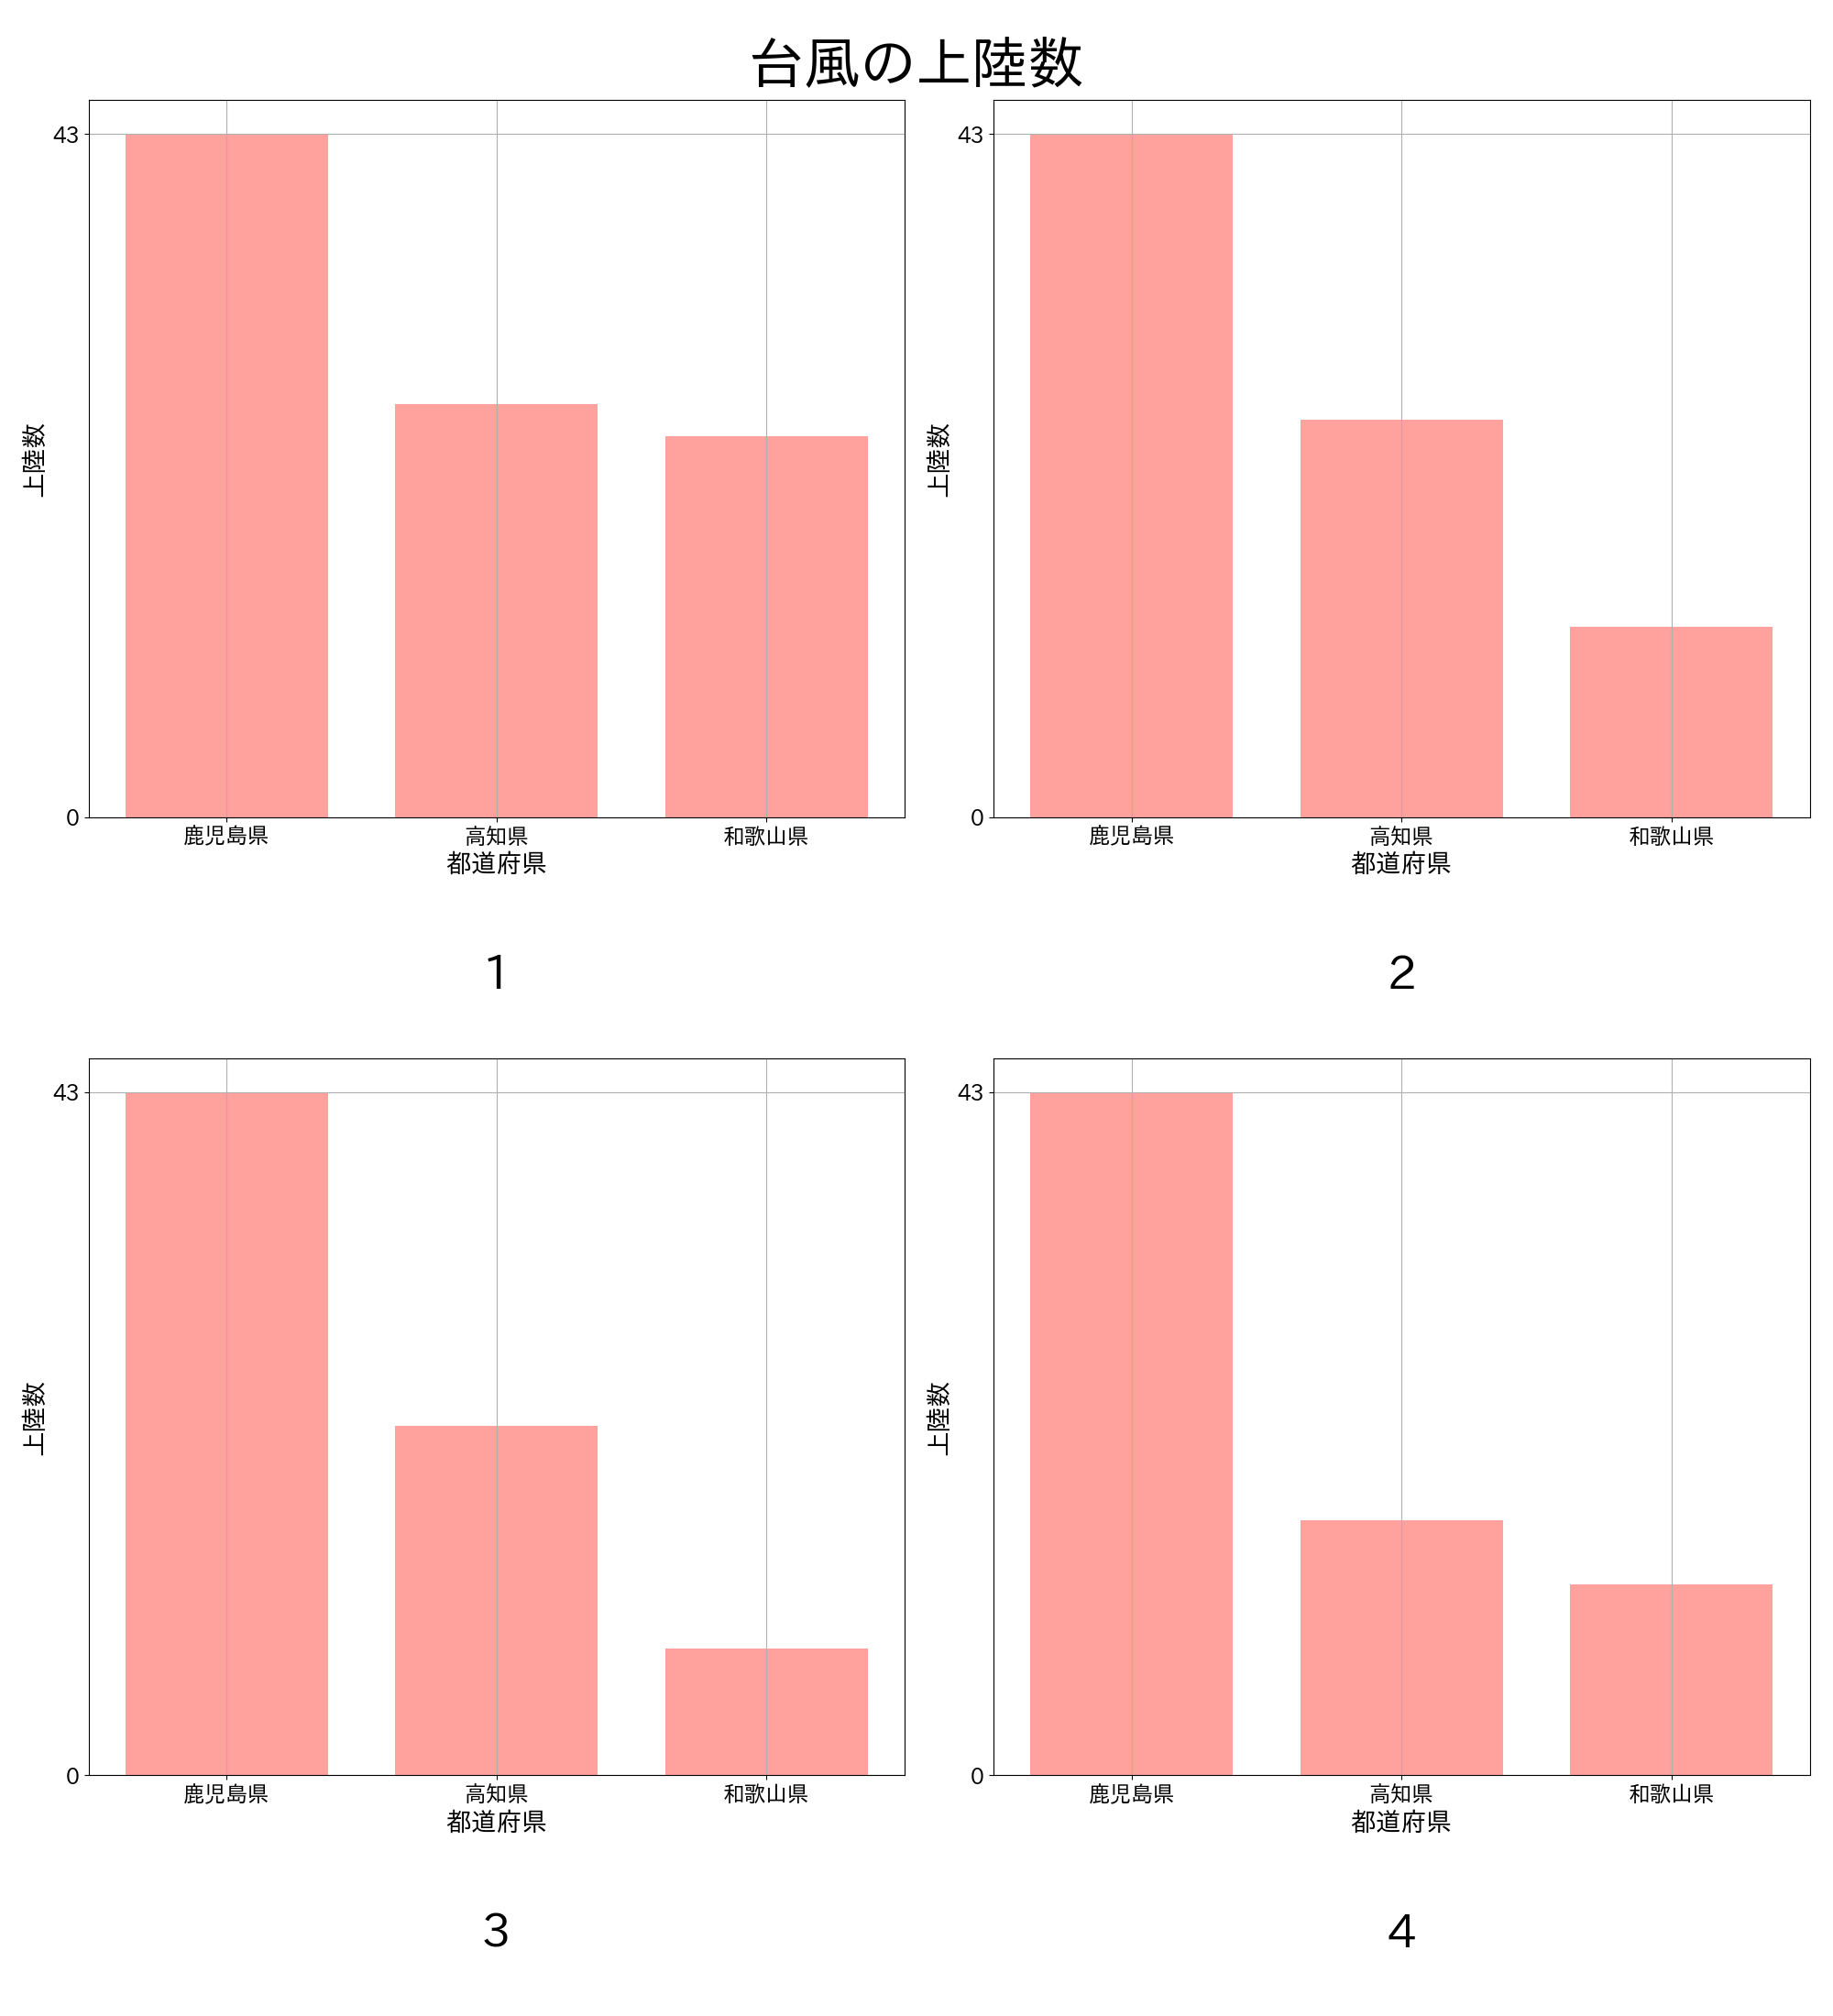 台風の上陸数
43
0
上陸数
鹿児島県 高知県 和歌山県
都道府県
1
43
0
上陸数
鹿児島県 高知県 和歌山県
都道府県
2
43
0
上陸数
鹿児島県 高知県 和歌山県
都道府県
3
43
0
上陸数
鹿児島県 高知県 和歌山県
都道府県
4